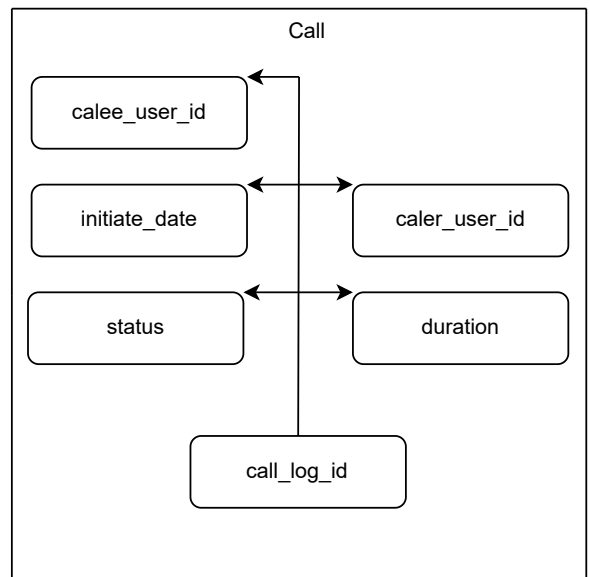 Call
calee_user_id
initiate_date
caler_user_id
status
duration
call_log_id